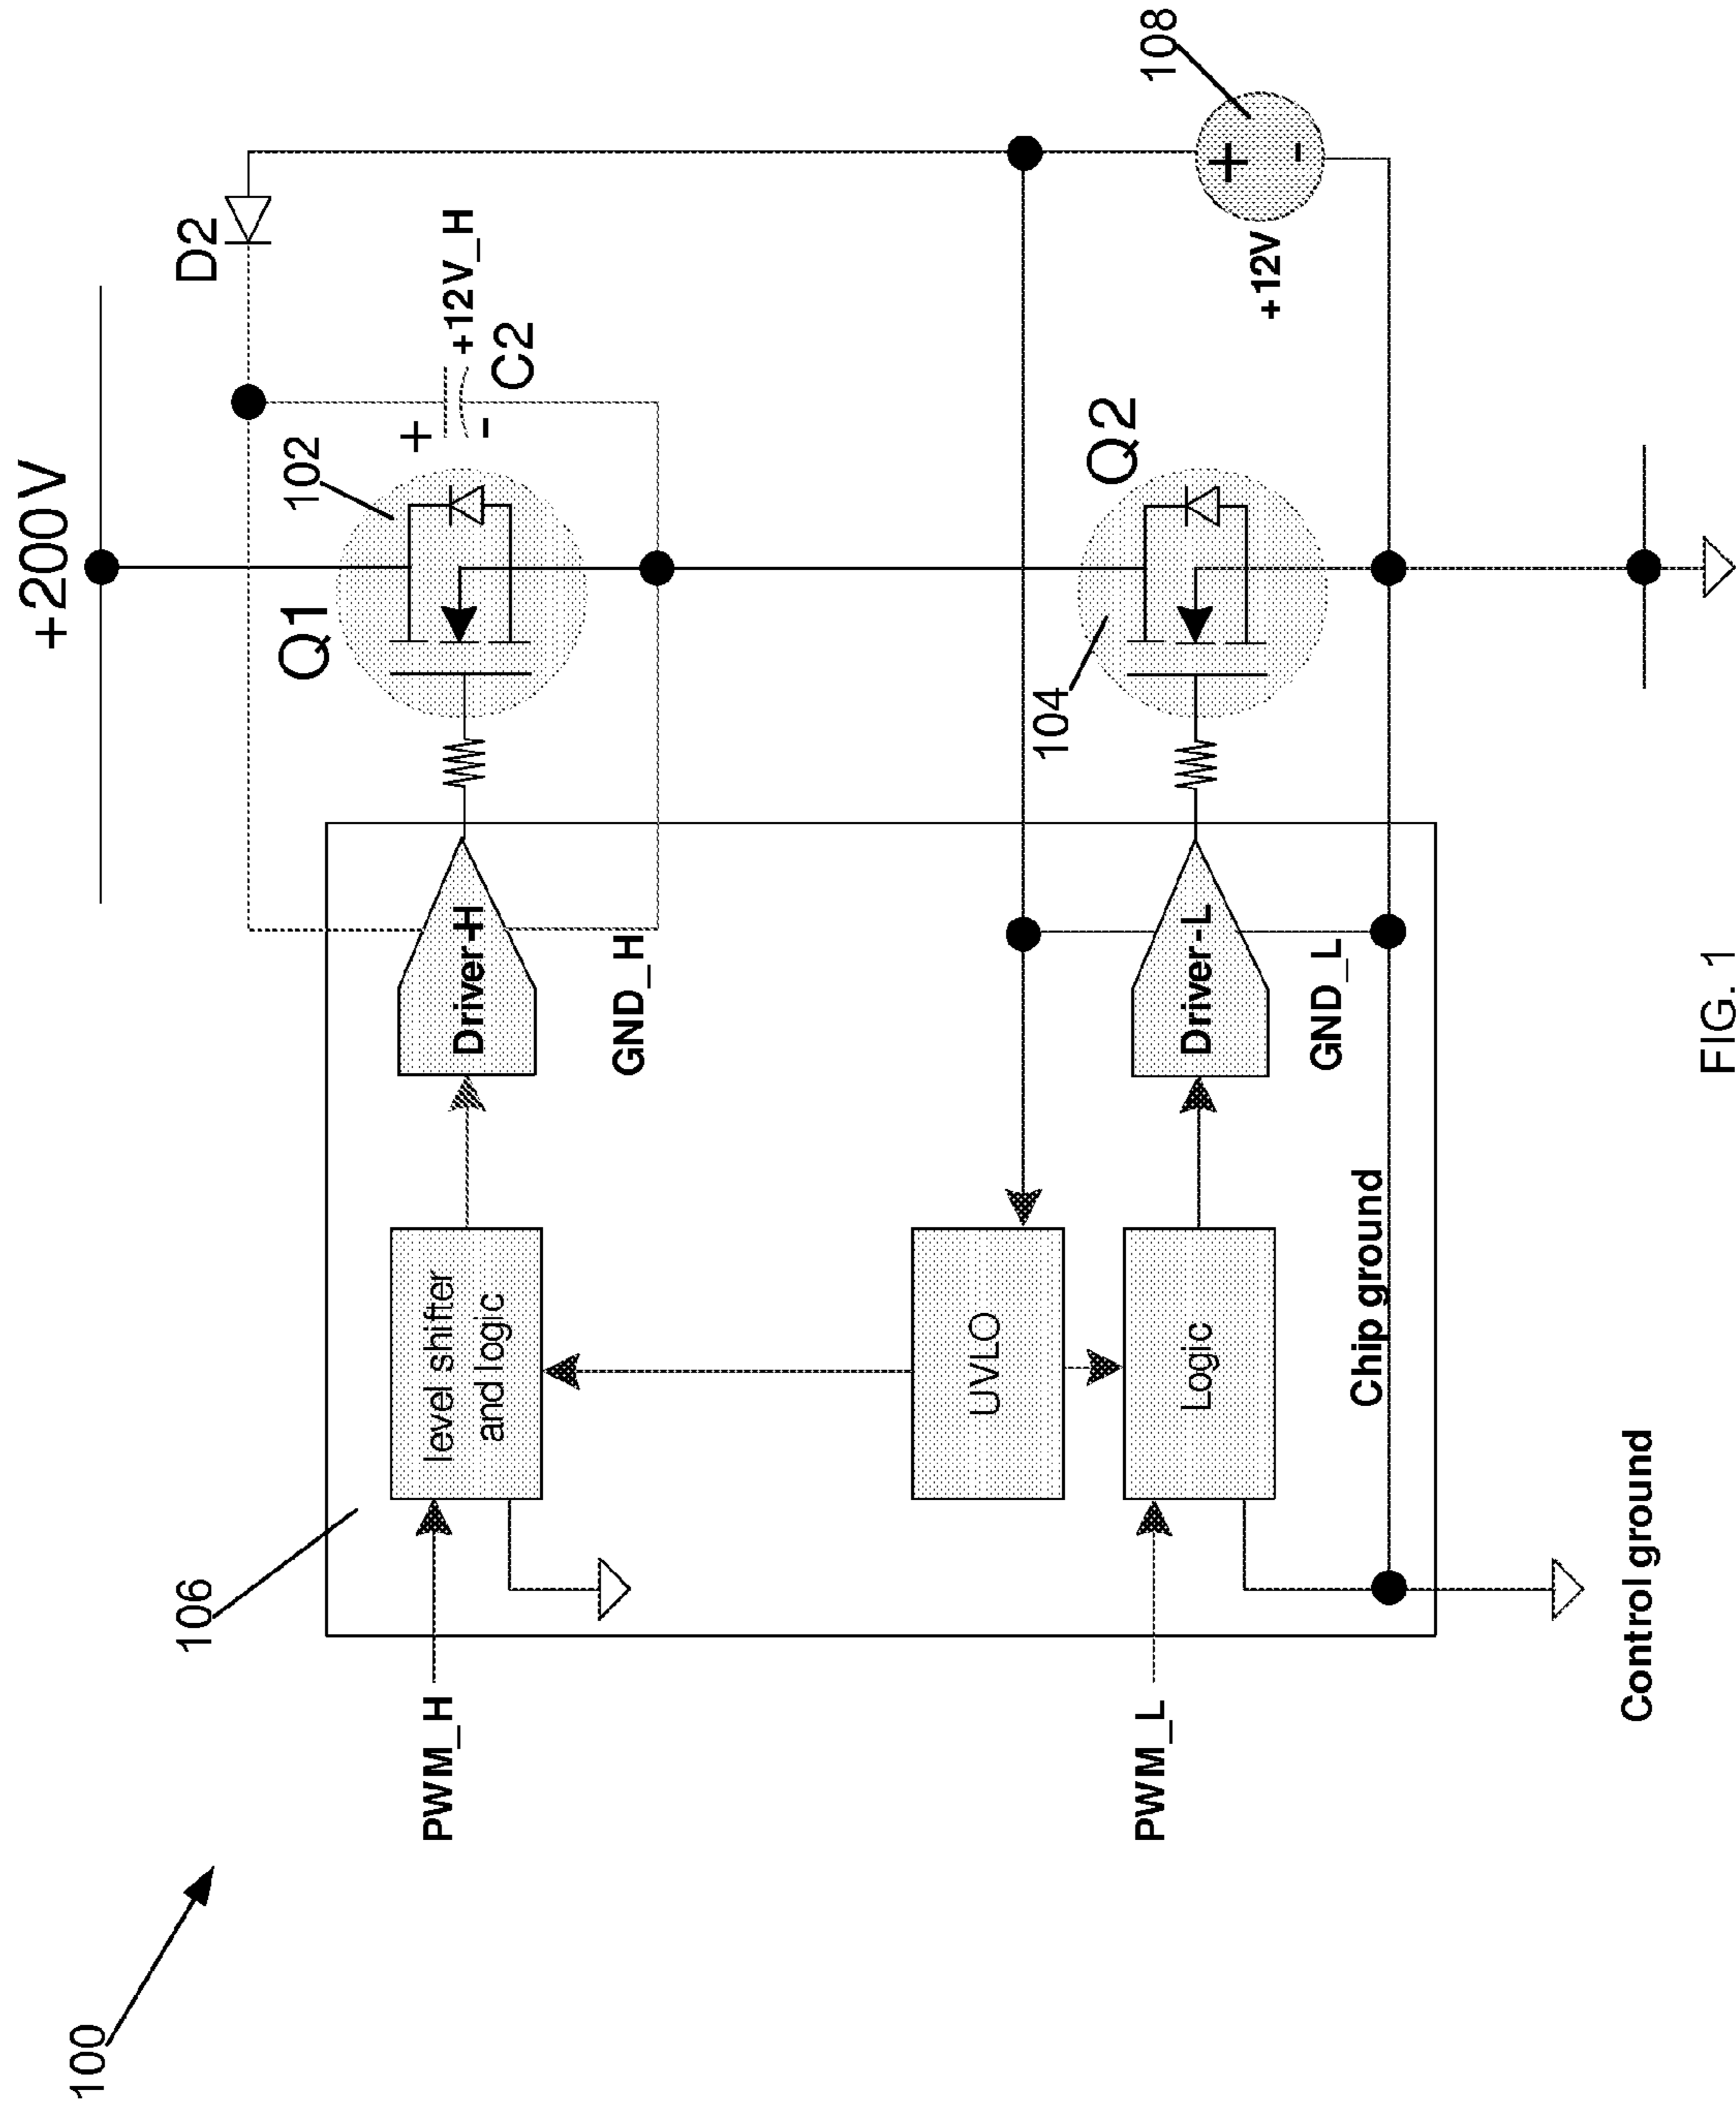 100
106
PWM_H
level shifter
and logic
Driver-H
GND_H
+200V
Q1
102
+
-
+12V_H
C2
D2
PWM_L
UVLO
Logic
Driver-L
GND_L
Chip ground
Control ground
104
Q2
108
+
-
+12V
FIG. 1